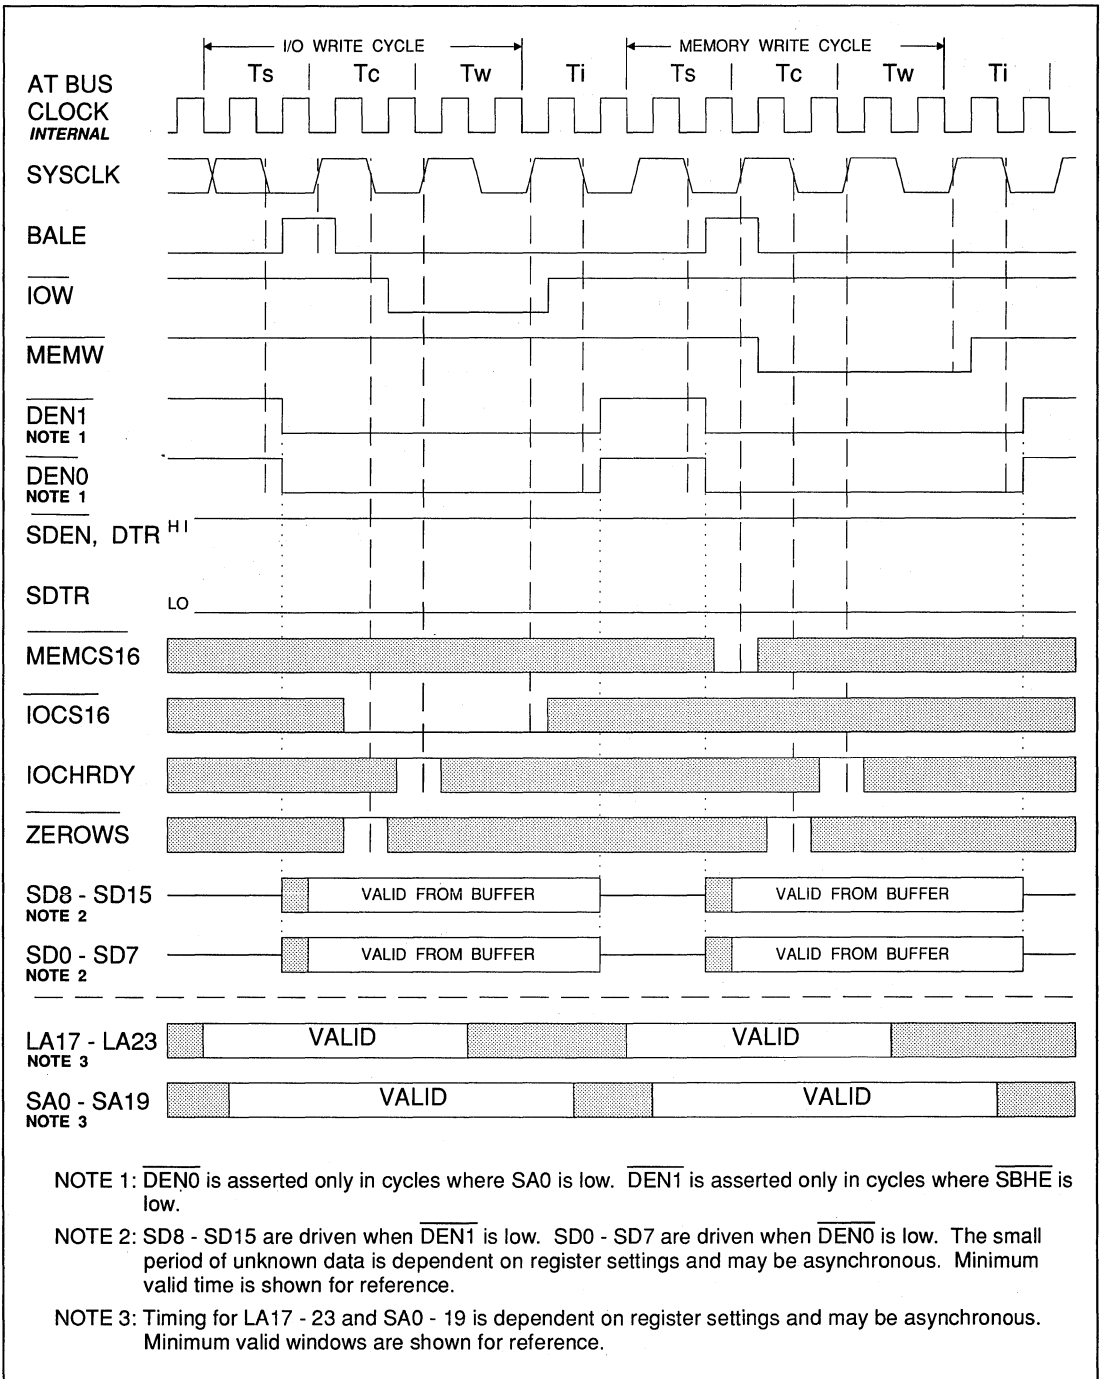 I/O WRITE CYCLE MEMORY WRITE CYCLE
Ts Tc Tw Ti Ts Tc Tw Ti
AT BUS
CLOCK
INTERNAL
SYSCLK
BALE
IOW
MEMW
DEN1
NOTE 1
DEN0
NOTE 1
SDEN, DTR HI
SDTR LO
MEMCS16
IOCS16
IOCHRDY
ZEROWS
SD8 - SD15 VALID FROM BUFFER VALID FROM BUFFER
NOTE 2
SD0 - SD7 VALID FROM BUFFER VALID FROM BUFFER
NOTE 2
LA17 - LA23 VALID VALID
NOTE 3
SA0 - SA19 VALID VALID
NOTE 3
NOTE 1: DEN0 is asserted only in cycles where SA0 is low. DEN1 is asserted only in cycles where SBHE is
low.
NOTE 2: SD8 - SD15 are driven when DEN1 is low. SD0 - SD7 are driven when DEN0 is low. The small
period of unknown data is dependent on register settings and may be asynchronous. Minimum
valid time is shown for reference.
NOTE 3: Timing for LA17 - 23 and SA0 - 19 is dependent on register settings and may be asynchronous.
Minimum valid windows are shown for reference.